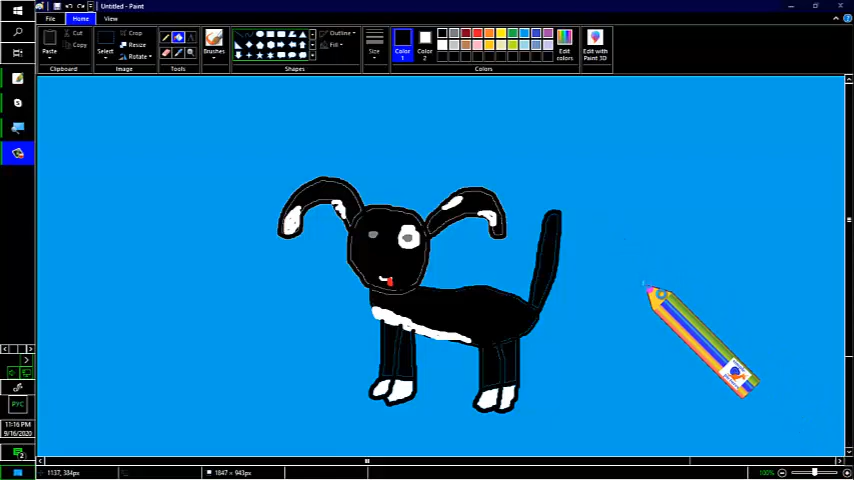 Untitled - Paint
File Home View
Paste
Cut
Copy
Clipboard
Select
Crop
Resize
Rotate
Image
Tools
Brushes
Outline
Fill
Shapes
Size
Color 1
Color 2
Colors
Edit colors
Edit with Paint 3D
РУС
11:16 PM
9/16/2020
2
1137, 384px
1847 × 943px
100%